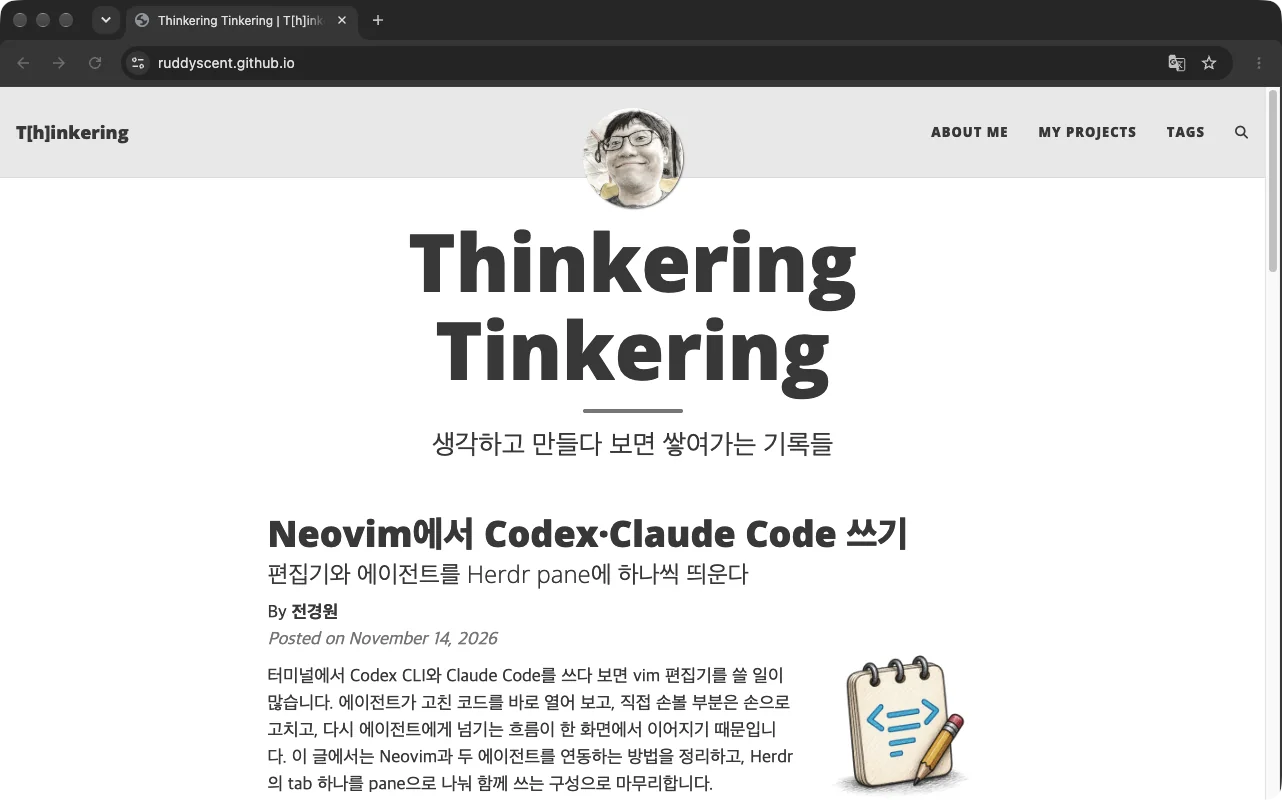 Thinkering Tinkering | T[h]ink
ruddyscent.github.io
T[h]inkering
ABOUT ME
MY PROJECTS
TAGS
Thinkering
Tinkering
생각하고 만들다 보면 쌓여가는 기록들
Neovim에서 Codex·Claude Code 쓰기
편집기와 에이전트를 Herdr pane에 하나씩 띄운다
By 전경원
Posted on November 14, 2026
터미널에서 Codex CLI와 Claude Code를 쓰다 보면 vim 편집기를 쓸 일이
많습니다. 에이전트가 고친 코드를 바로 열어 보고, 직접 손볼 부분은 손으로
고치고, 다시 에이전트에게 넘기는 흐름이 한 화면에서 이어지기 때문입니
다. 이 글에서는 Neovim과 두 에이전트를 연동하는 방법을 정리하고, Herdr
의 tab 하나를 pane으로 나눠 함께 쓰는 구성으로 마무리합니다.